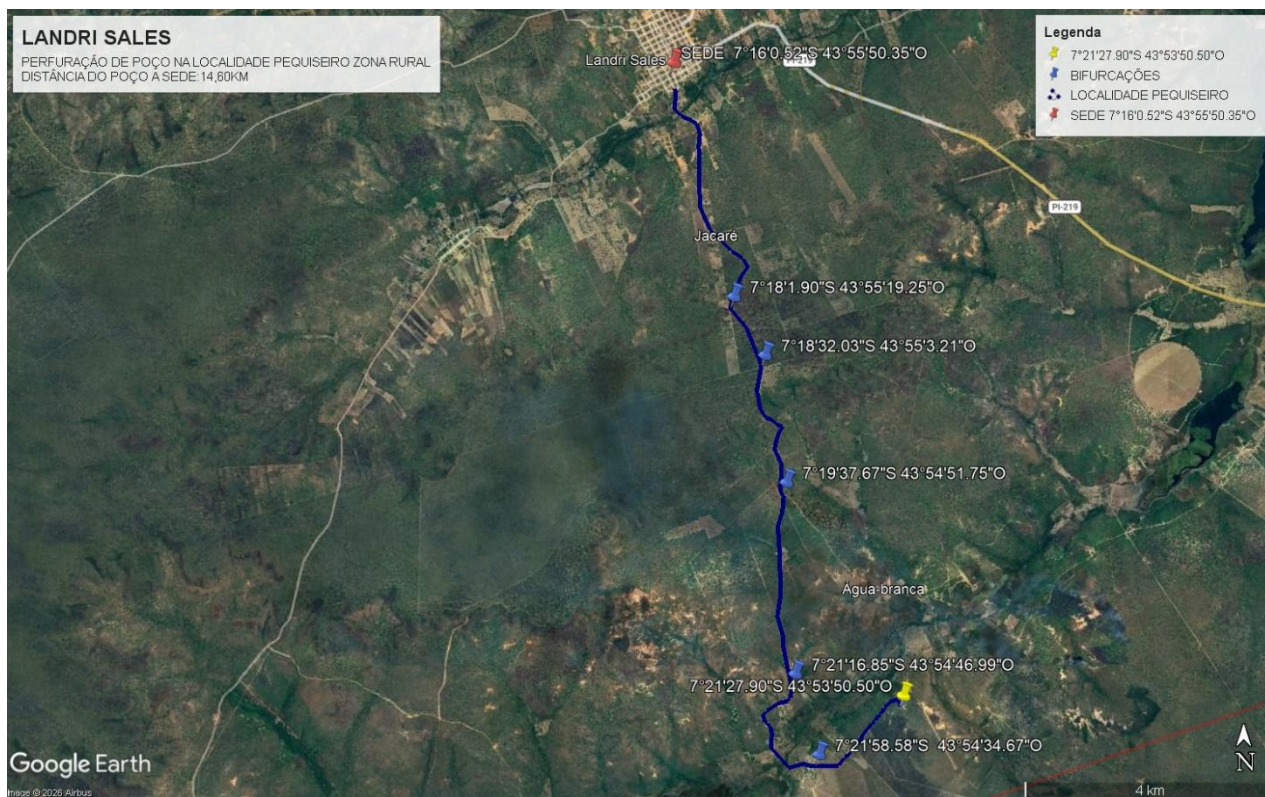 LANDRI SALES
PERFURAÇÃO DE POÇO NA LOCALIDADE PEQUISEIRO ZONA RURAL
DISTÂNCIA DO POÇO A SEDE:14,60KM
Legenda
7°21'27.90"S 43°53'50.50"O
BIFURCAÇÕES
LOCALIDADE PEQUISEIRO
SEDE 7°16'0.52"S 43°55'50.35"O
SEDE 7°16'0.52"S 43°55'50.35"O
Landri Sales
PI-219
PI-219
Jacaré
7°18'1.90"S 43°55'19.25"O
7°18'32.03"S 43°55'3.21"O
7°19'37.67"S 43°54'51.75"O
Agua-branca
7°21'16.85"S 43°54'46.99"O
7°21'27.90"S 43°53'50.50"O
7°21'58.58"S 43°54'34.67"O
Google Earth
Image © 2025 Airbus
N
4 km